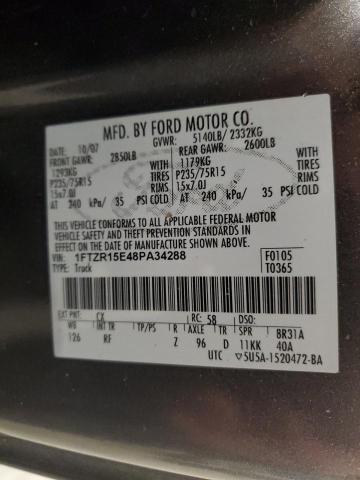 MFD. BY FORD MOTOR CO.
10/07 GVWR: 5140LB/ 2332KG
FRONT GAWR: 2850LB REAR GAWR: 2600LB
1293KG WITH 1179KG WITH
P235/75R15 TIRES P235/75R15 TIRES
15x7.0J RIMS 15x7.0J RIMS
AT 240 kPa/ 35 PSI COLD AT 240 kPa/ 35 PSI COLD
THIS VEHICLE CONFORMS TO ALL APPLICABLE FEDERAL MOTOR
VEHICLE SAFETY AND THEFT PREVENTION STANDARDS IN EFFECT
ON THE DATE OF MANUFACTURE SHOWN ABOVE.
VIN: 1FTZR15E48PA34288 F0105
TYPE: Truck T0365
EXT PNT: CX RC: 58 DSO:
WB INT TR TP/PS R AXLE TR SPR 8R31A
126 RF Z 96 D 11KK 40A
UTC 5U5A-1520472-BA